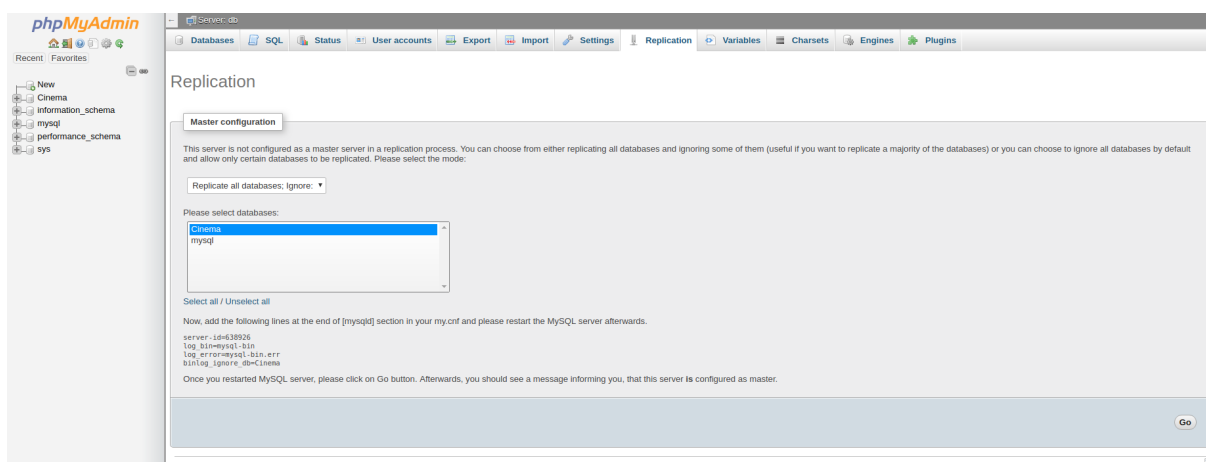 phpMyAdmin
Recent Favorites
New
Cinema
information_schema
mysql
performance_schema
sys
Server: db
Databases SQL Status User accounts Export Import Settings Replication Variables Charsets Engines Plugins
Replication
Master configuration
This server is not configured as a master server in a replication process. You can choose from either replicating all databases and ignoring some of them (useful if you want to replicate a majority of the databases) or you can choose to ignore all databases by default
and allow only certain databases to be replicated. Please select the mode:
Replicate all databases; Ignore:
Please select databases:
Cinema
mysql
Select all / Unselect all
Now, add the following lines at the end of [mysqld] section in your my.cnf and please restart the MySQL server afterwards.
server-id=638926
log_bin=mysql-bin
log_error=mysql-bin.err
binlog_ignore_db=Cinema
Once you restarted MySQL server, please click on Go button. Afterwards, you should see a message informing you, that this server is configured as master.
Go